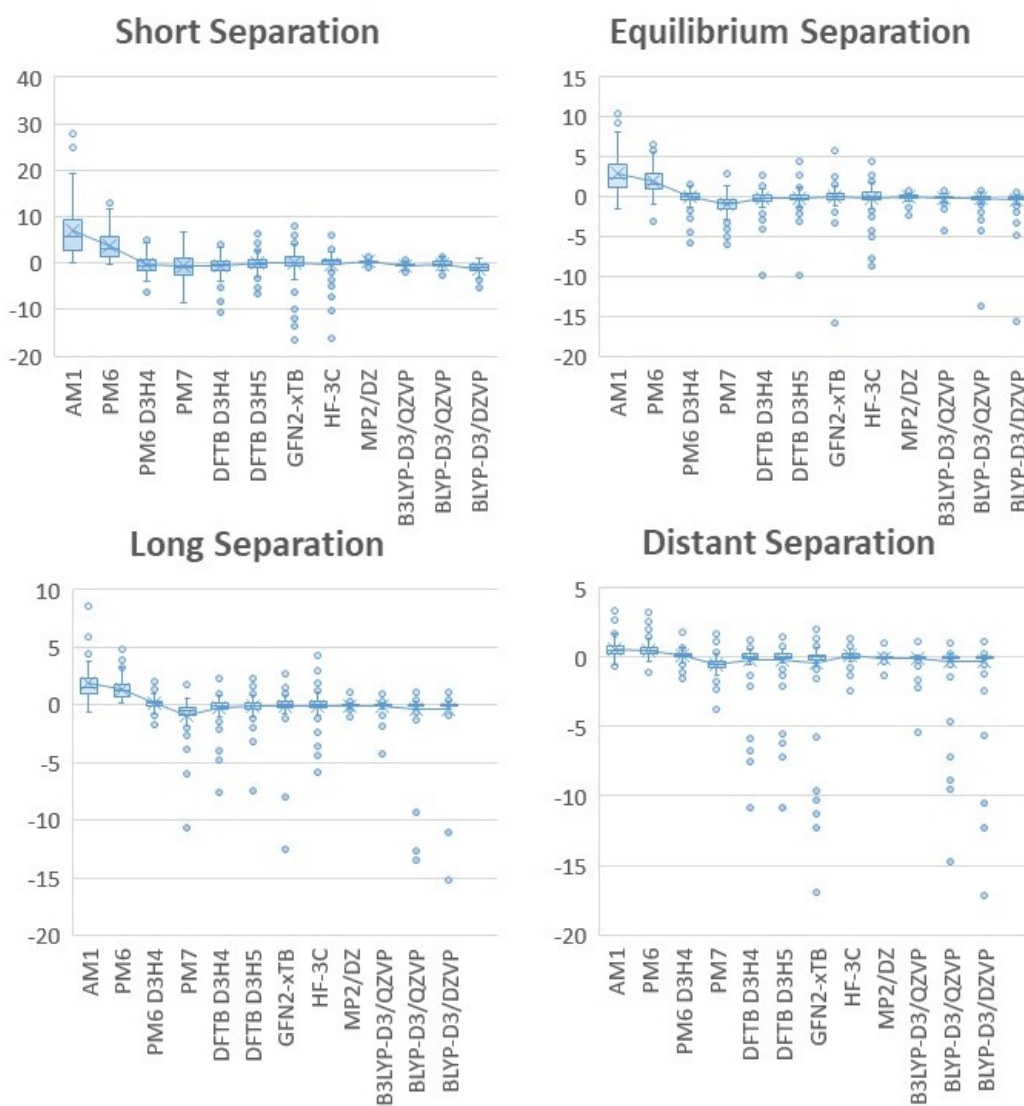 Short Separation
40
30
20
10
0
-10
-20
AM1
PM6
PM6 D3H4
PM7
DFTB D3H4
DFTB D3H5
GFN2-xTB
HF-3C
MP2/DZ
B3LYP-D3/QZVP
BLYP-D3/QZVP
BLYP-D3/DZVP
Equilibrium Separation
15
10
5
0
-5
-10
-15
-20
AM1
PM6
PM6 D3H4
PM7
DFTB D3H4
DFTB D3H5
GFN2-xTB
HF-3C
MP2/DZ
B3LYP-D3/QZVP
BLYP-D3/QZVP
BLYP-D3/DZVP
Long Separation
10
5
0
-5
-10
-15
-20
AM1
PM6
PM6 D3H4
PM7
DFTB D3H4
DFTB D3H5
GFN2-xTB
HF-3C
MP2/DZ
B3LYP-D3/QZVP
BLYP-D3/QZVP
BLYP-D3/DZVP
Distant Separation
5
0
-5
-10
-15
-20
AM1
PM6
PM6 D3H4
PM7
DFTB D3H4
DFTB D3H5
GFN2-xTB
HF-3C
MP2/DZ
B3LYP-D3/QZVP
BLYP-D3/QZVP
BLYP-D3/DZVP